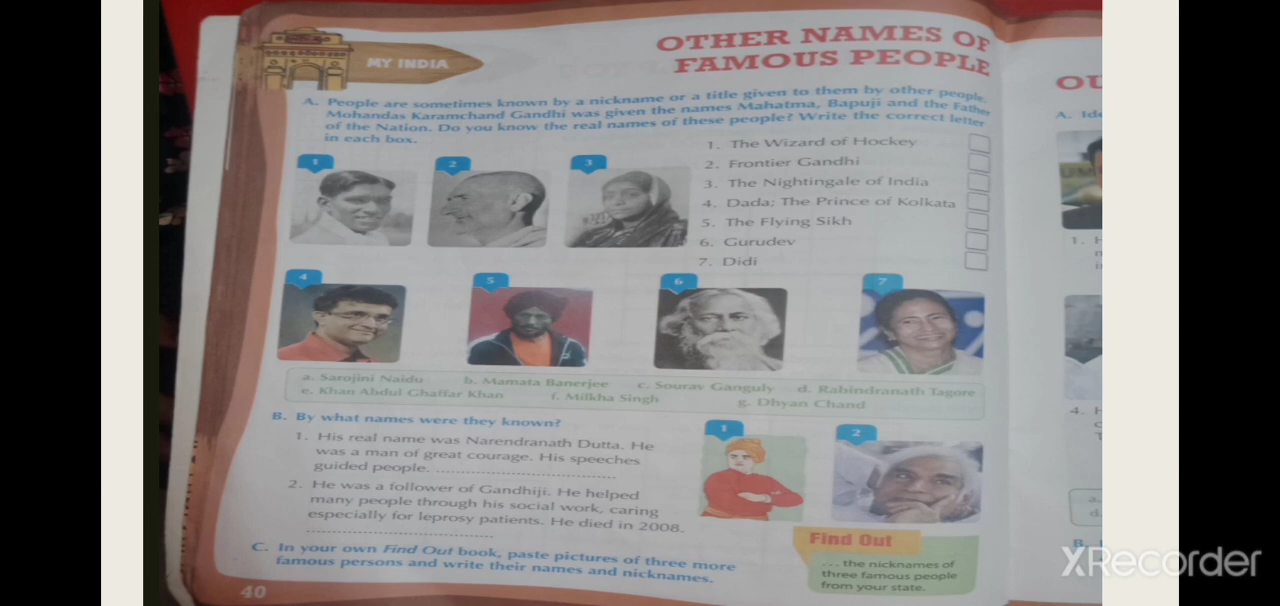 MY INDIA
OTHER NAMES OF
FAMOUS PEOPLE
A. People are sometimes known by a nickname or a title given to them by other people.
Mohandas Karamchand Gandhi was given the names Mahatma, Bapuji and the Father
of the Nation. Do you know the real names of these people? Write the correct letter
in each box.
1
2
3
1. The Wizard of Hockey
2. Frontier Gandhi
3. The Nightingale of India
4. Dada; The Prince of Kolkata
5. The Flying Sikh
6. Gurudev
7. Didi
4
5
6
7
a. Sarojini Naidu b. Mamata Banerjee c. Sourav Ganguly d. Rabindranath Tagore
e. Khan Abdul Ghaffar Khan f. Milkha Singh g. Dhyan Chand
B. By what names were they known?
1. His real name was Narendranath Dutta. He
was a man of great courage. His speeches
guided people.
2. He was a follower of Gandhiji. He helped
many people through his social work, caring
especially for leprosy patients. He died in 2008.
1
2
C. In your own Find Out book, paste pictures of three more
famous persons and write their names and nicknames.
Find Out
... the nicknames of
three famous people
from your state.
40
OU
A. Ide
1. H
4. H
a.
d.
B.
XRecorder